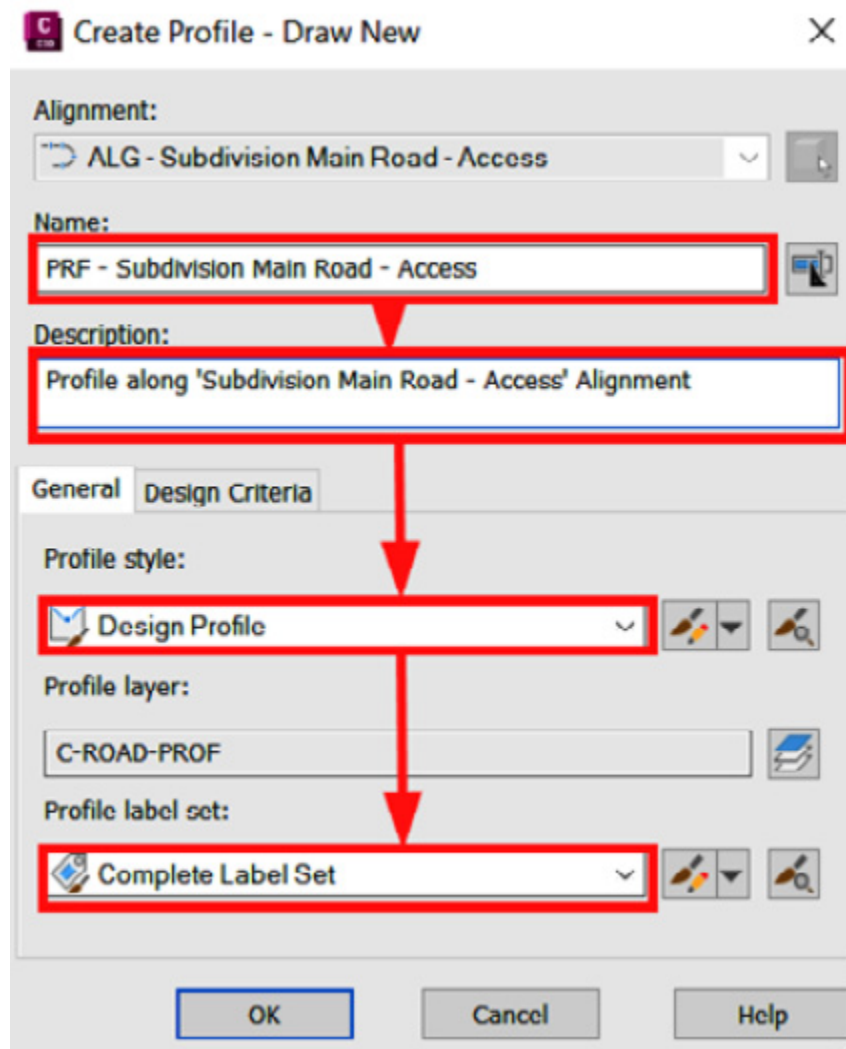 C
C3D
Create Profile - Draw New
Alignment:
ALG - Subdivision Main Road - Access
Name:
PRF - Subdivision Main Road - Access
Description:
Profile along 'Subdivision Main Road - Access' Alignment
General Design Criteria
Profile style:
Design Profile
Profile layer:
C-ROAD-PROF
Profile label set:
Complete Label Set
OK Cancel Help